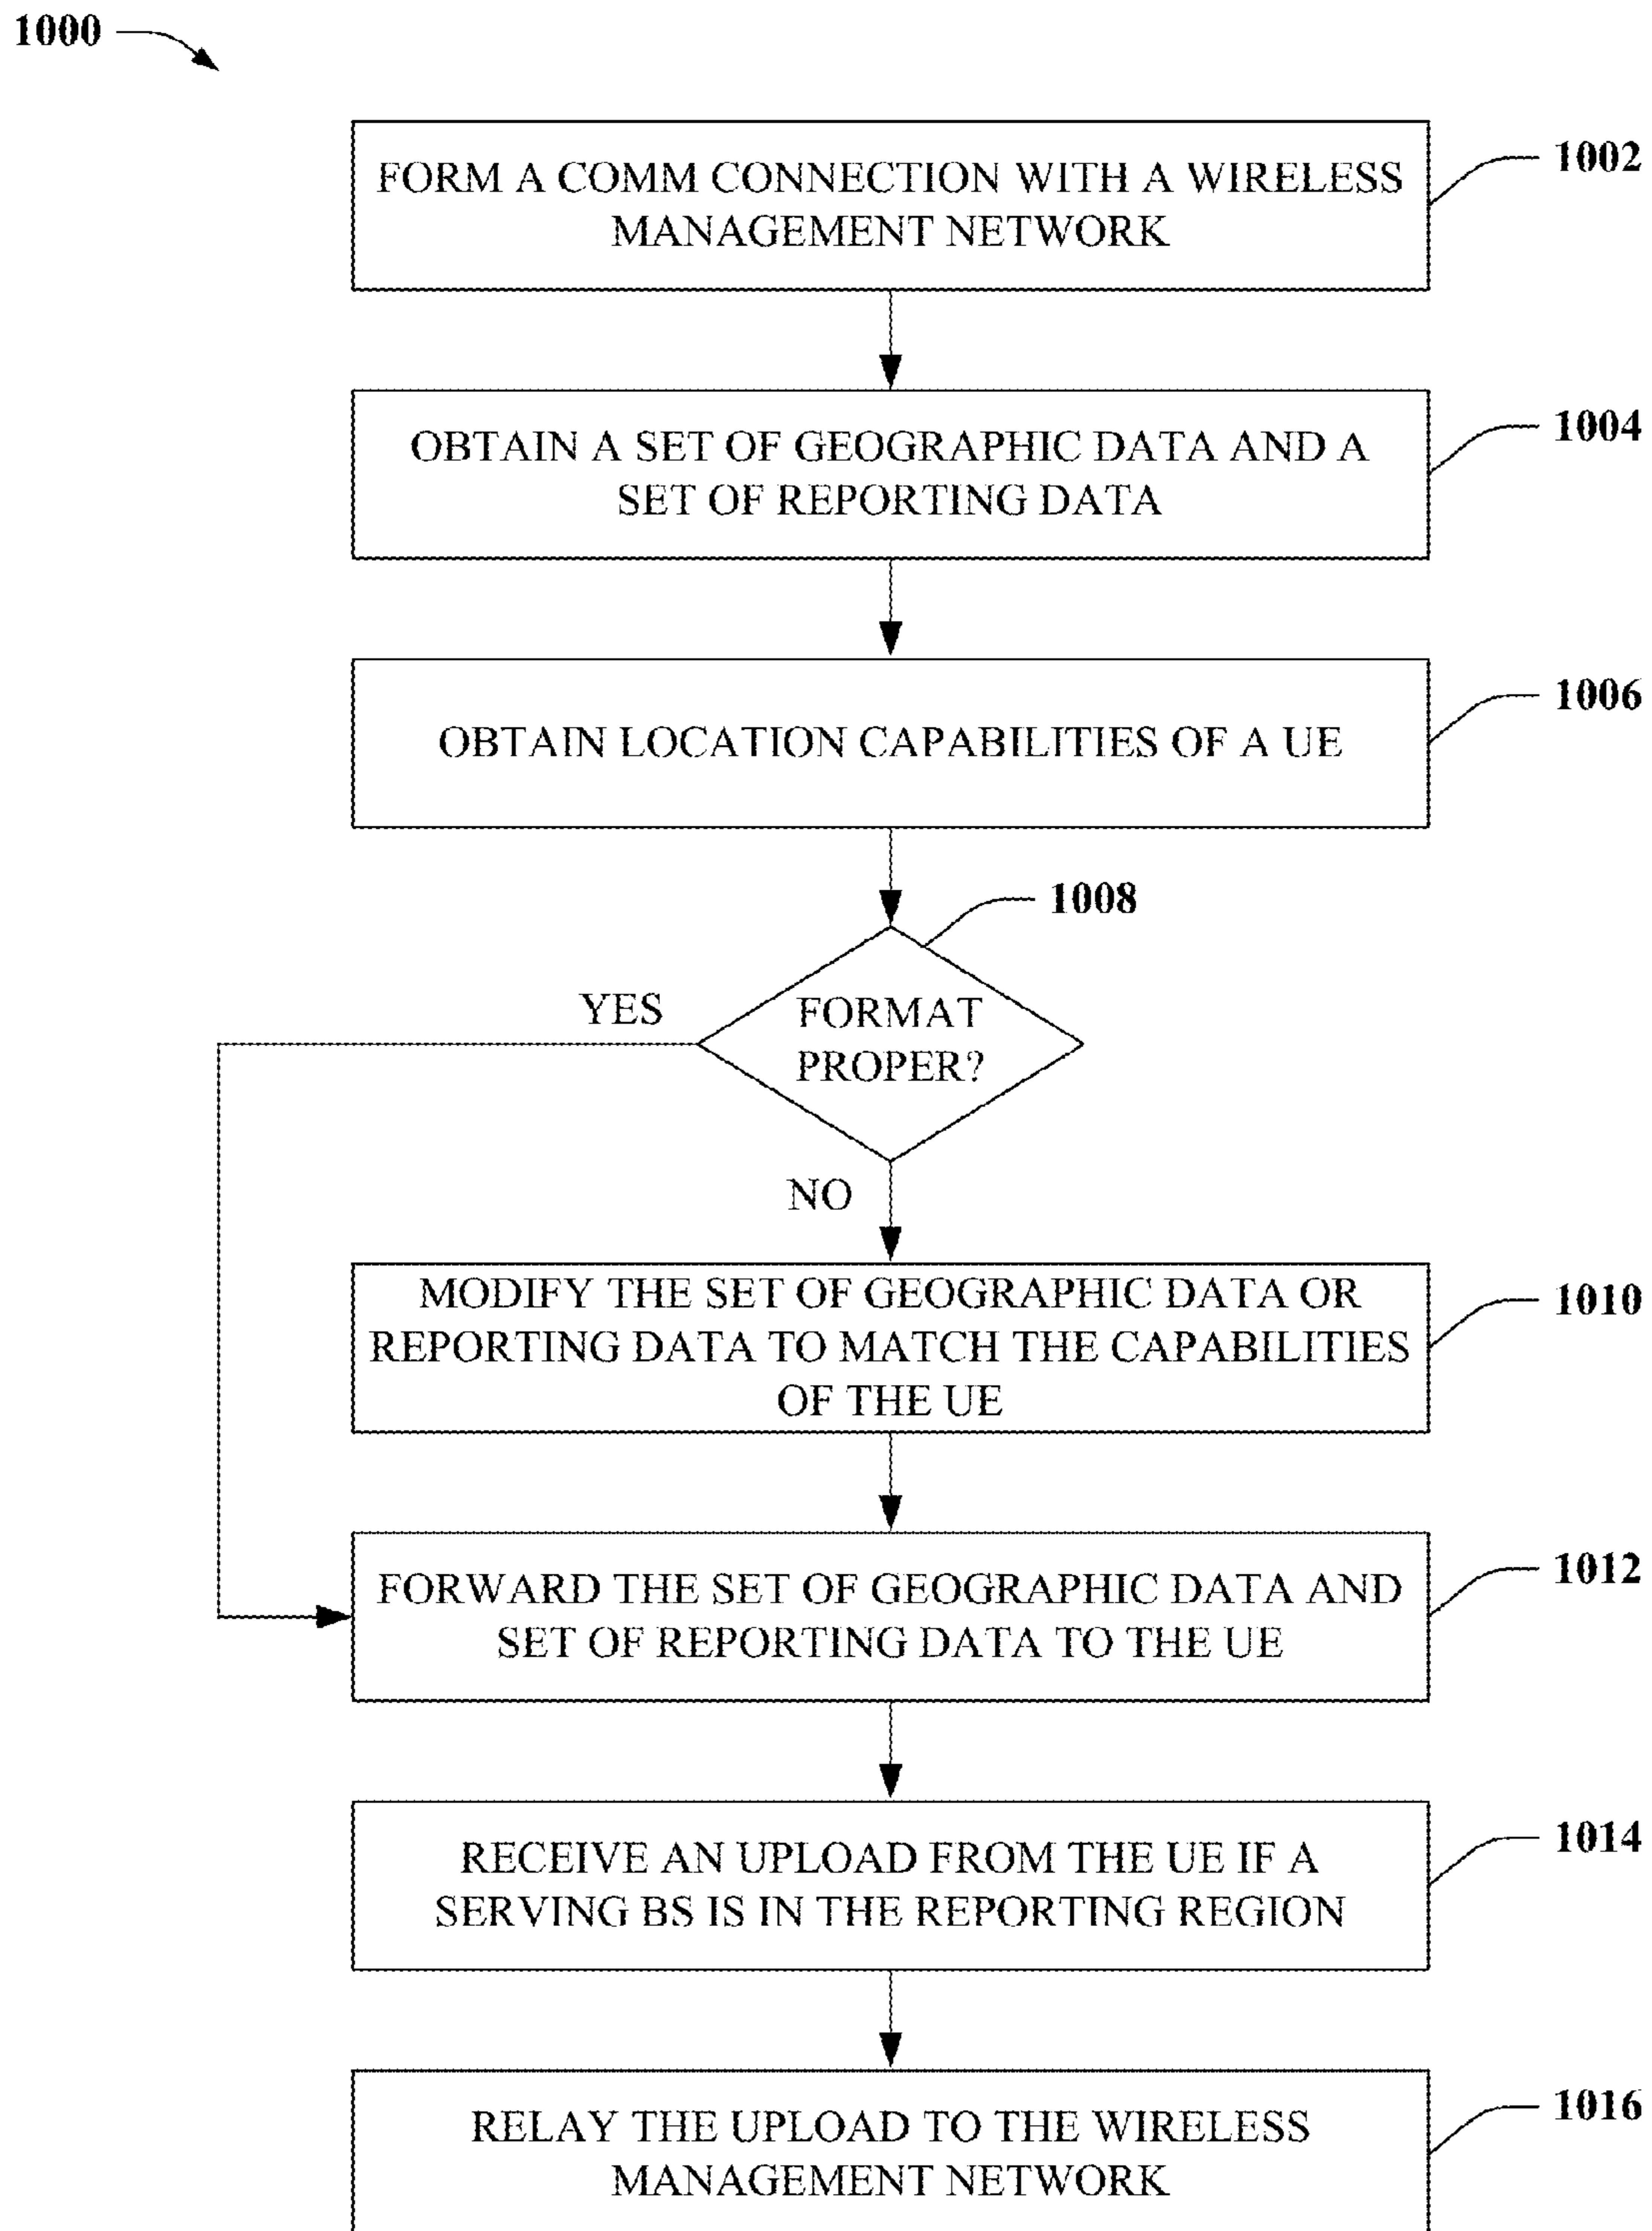 1000
FORM A COMM CONNECTION WITH A WIRELESS
MANAGEMENT NETWORK
1002
OBTAIN A SET OF GEOGRAPHIC DATA AND A
SET OF REPORTING DATA
1004
OBTAIN LOCATION CAPABILITIES OF A UE
1006
1008
YES
FORMAT
PROPER?
NO
MODIFY THE SET OF GEOGRAPHIC DATA OR
REPORTING DATA TO MATCH THE CAPABILITIES
OF THE UE
1010
FORWARD THE SET OF GEOGRAPHIC DATA AND
SET OF REPORTING DATA TO THE UE
1012
RECEIVE AN UPLOAD FROM THE UE IF A
SERVING BS IS IN THE REPORTING REGION
1014
RELAY THE UPLOAD TO THE WIRELESS
MANAGEMENT NETWORK
1016